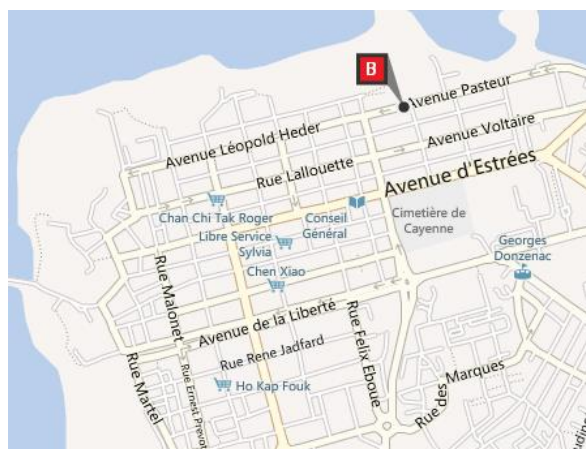 B
Avenue Pasteur
Avenue Léopold Heder
Avenue Voltaire
Rue Lallouette
Avenue d'Estrées
Chan Chi Tak Roger
Conseil
Général
Cimetière de
Cayenne
Libre Service
Sylvia
Georges
Donzenac
Chen Xiao
Rue Malonet
Avenue de la Liberté
Rue Felix Eboue
Rue Rene Jadfard
Rue Martel
Rue Ernest Prevot
Ho Kap Fouk
Rue des Marques